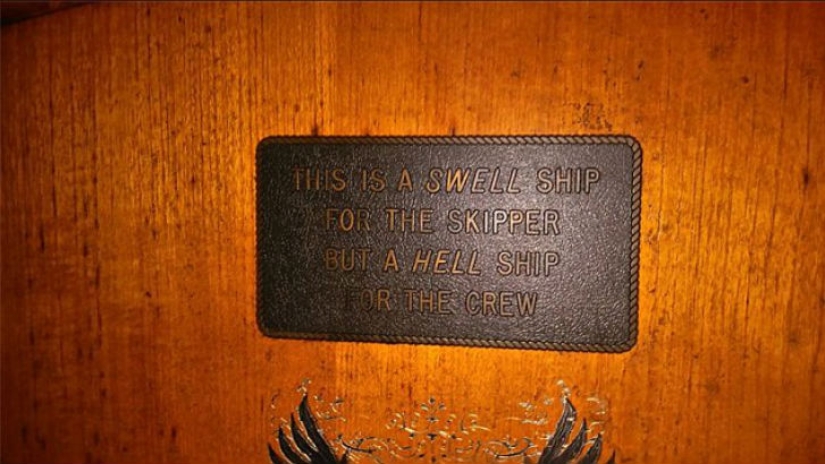 THIS IS A SWELL SHIP
FOR THE SKIPPER
BUT A HELL SHIP
FOR THE CREW